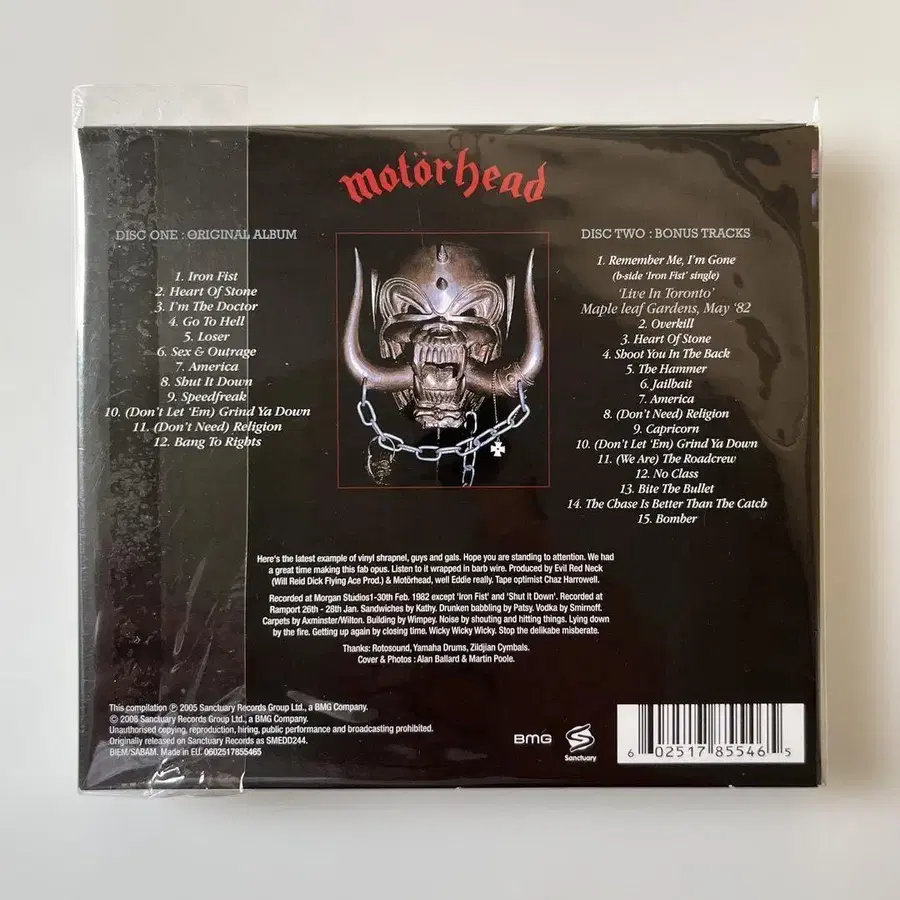 motörhead
DISC ONE : ORIGINAL ALBUM
1. Iron Fist
2. Heart Of Stone
3. I'm The Doctor
4. Go To Hell
5. Loser
6. Sex & Outrage
7. America
8. Shut It Down
9. Speedfreak
10. (Don't Let 'Em) Grind Ya Down
11. (Don't Need) Religion
12. Bang To Rights
DISC TWO : BONUS TRACKS
1. Remember Me, I'm Gone
(b-side 'Iron Fist' single)
'Live In Toronto'
Maple leaf Gardens, May '82
2. Overkill
3. Heart Of Stone
4. Shoot You In The Back
5. The Hammer
6. Jailbait
7. America
8. (Don't Need) Religion
9. Capricorn
10. (Don't Let 'Em) Grind Ya Down
11. (We Are) The Roadcrew
12. No Class
13. Bite The Bullet
14. The Chase Is Better Than The Catch
15. Bomber
Here's the latest example of vinyl shrapnel, guys and gals. Hope you are standing to attention. We had
a great time making this fab opus. Listen to it wrapped in barb wire. Produced by Evil Red Neck
(Will Reid Dick Flying Ace Prod.) & Motörhead, well Eddie really. Tape optimist Chaz Harrowell.
Recorded at Morgan Studios1-30th Feb. 1982 except 'Iron Fist' and 'Shut It Down'. Recorded at
Ramport 26th - 28th Jan. Sandwiches by Kathy. Drunken babbling by Patsy. Vodka by Smirnoff.
Carpets by Axminster/Wilton. Building by Wimpey. Noise by shouting and hitting things. Lying down
by the fire. Getting up again by closing time. Wicky Wicky Wicky. Stop the delikabe misberate.
Thanks: Rotosound, Yamaha Drums, Zildjian Cymbals.
Cover & Photos : Alan Ballard & Martin Poole.
This compilation ℗ 2005 Sanctuary Records Group Ltd., a BMG Company.
© 2008 Sanctuary Records Group Ltd., a BMG Company.
Unauthorised copying, reproduction, hiring, public performance and broadcasting prohibited.
Originally released on Sanctuary Records as SMEDD244.
BIEM/SABAM. Made in EU. 0602517855465
BMG
Sanctuary
6 02517 85546 5